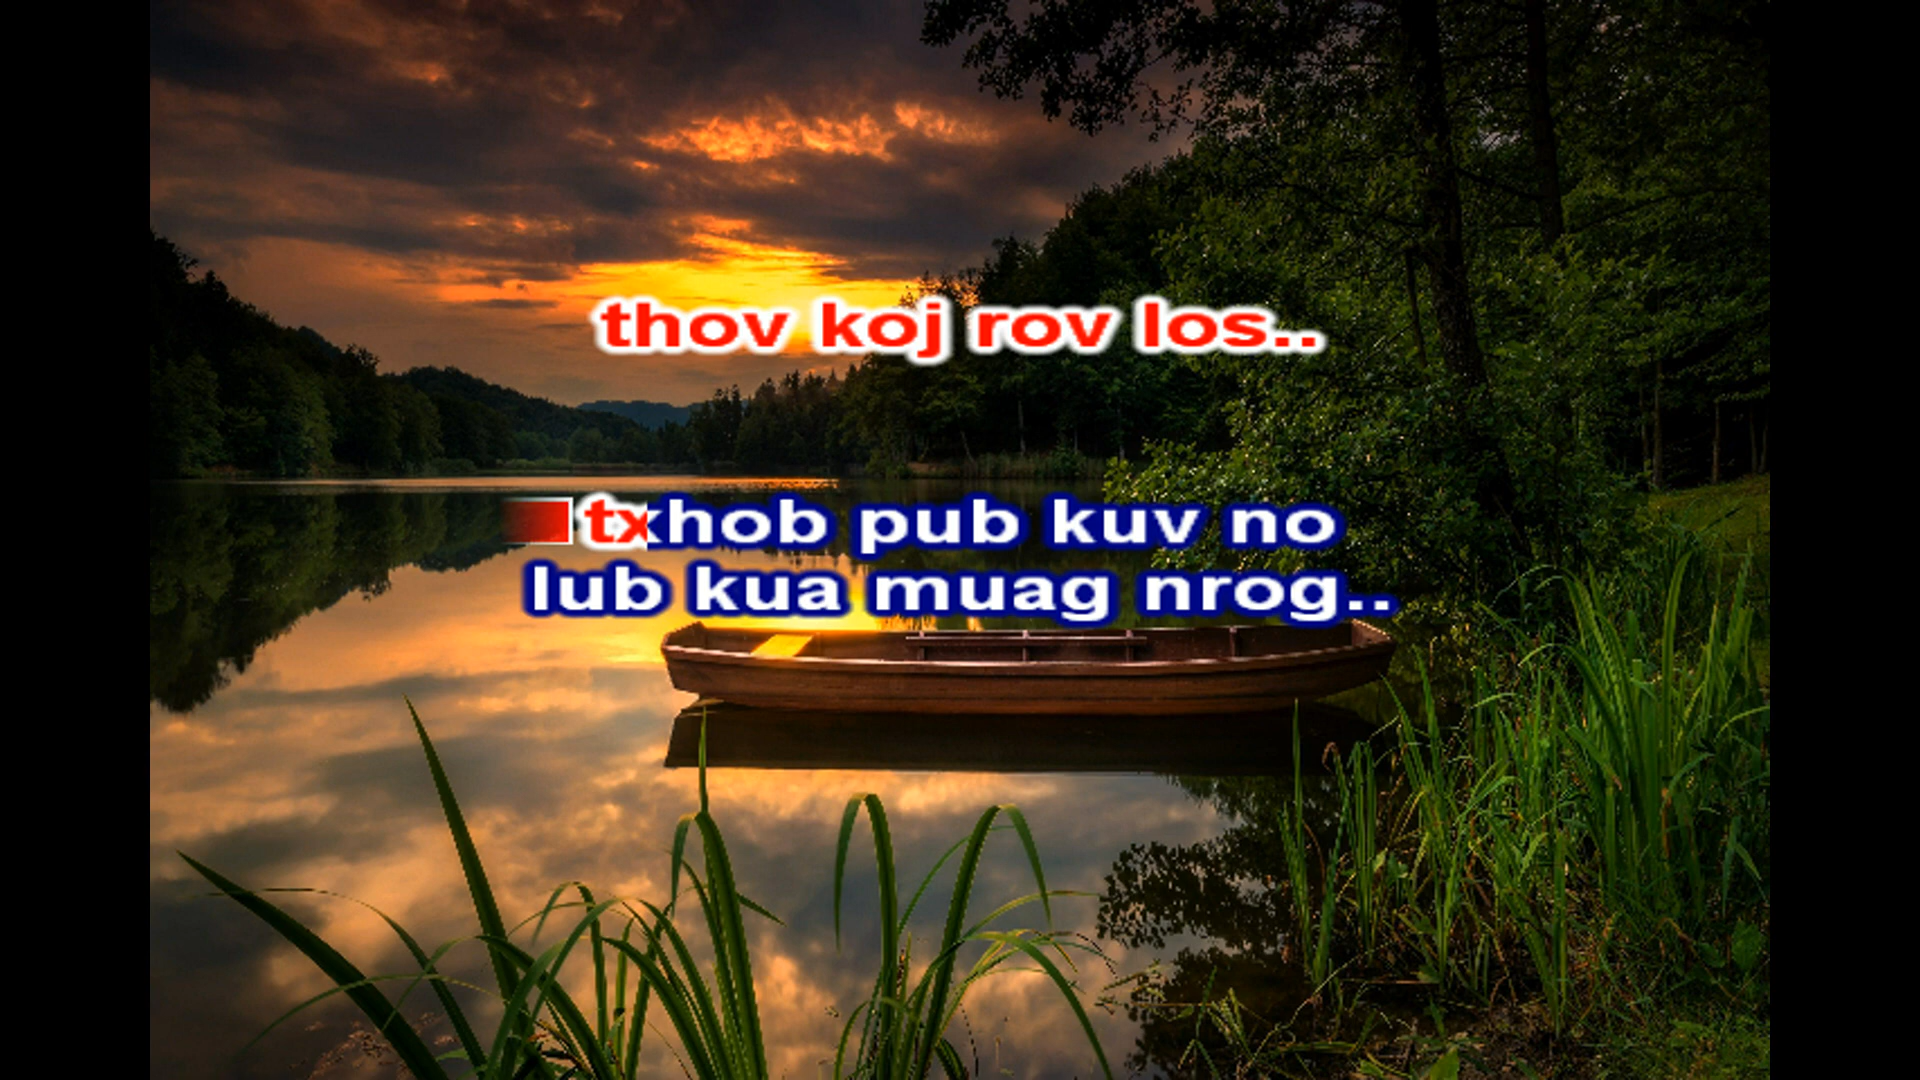 thov koj rov los..
txhob pub kuv no
lub kua muag nrog..